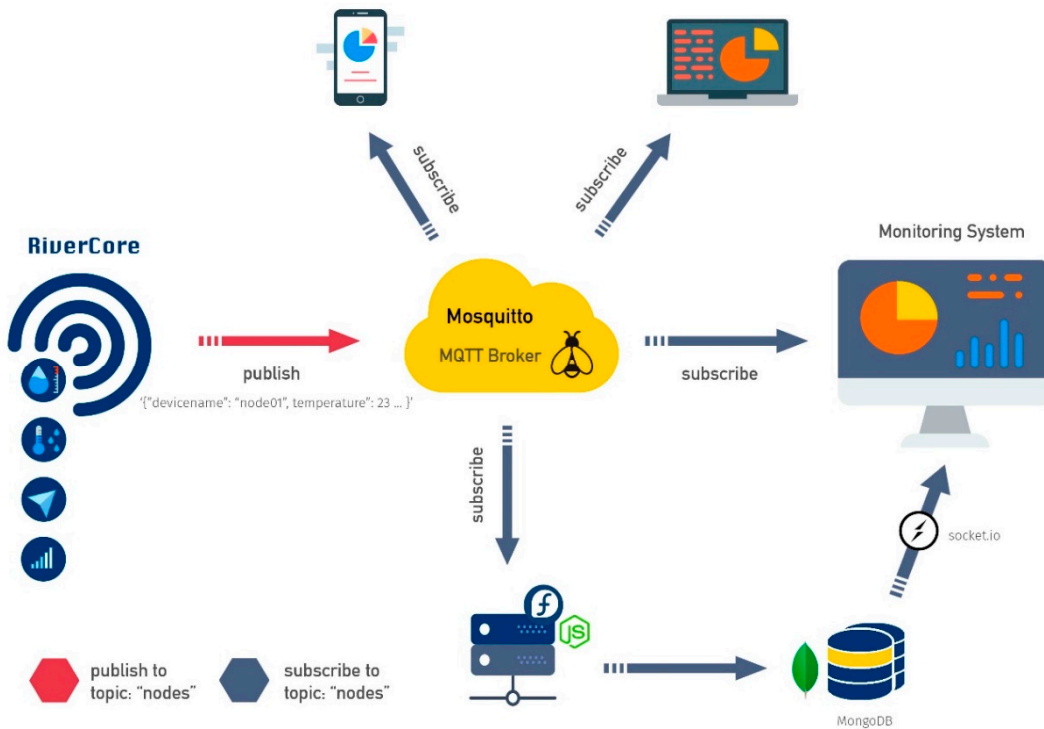 subscribe
subscribe
RiverCore
Monitoring System
Mosquitto
MQTT Broker
publish
'{"devicename": "node01", temperature": 23 ... }'
subscribe
subscribe
socket.io
JS
publish to
topic: "nodes"
subscribe to
topic: "nodes"
MongoDB